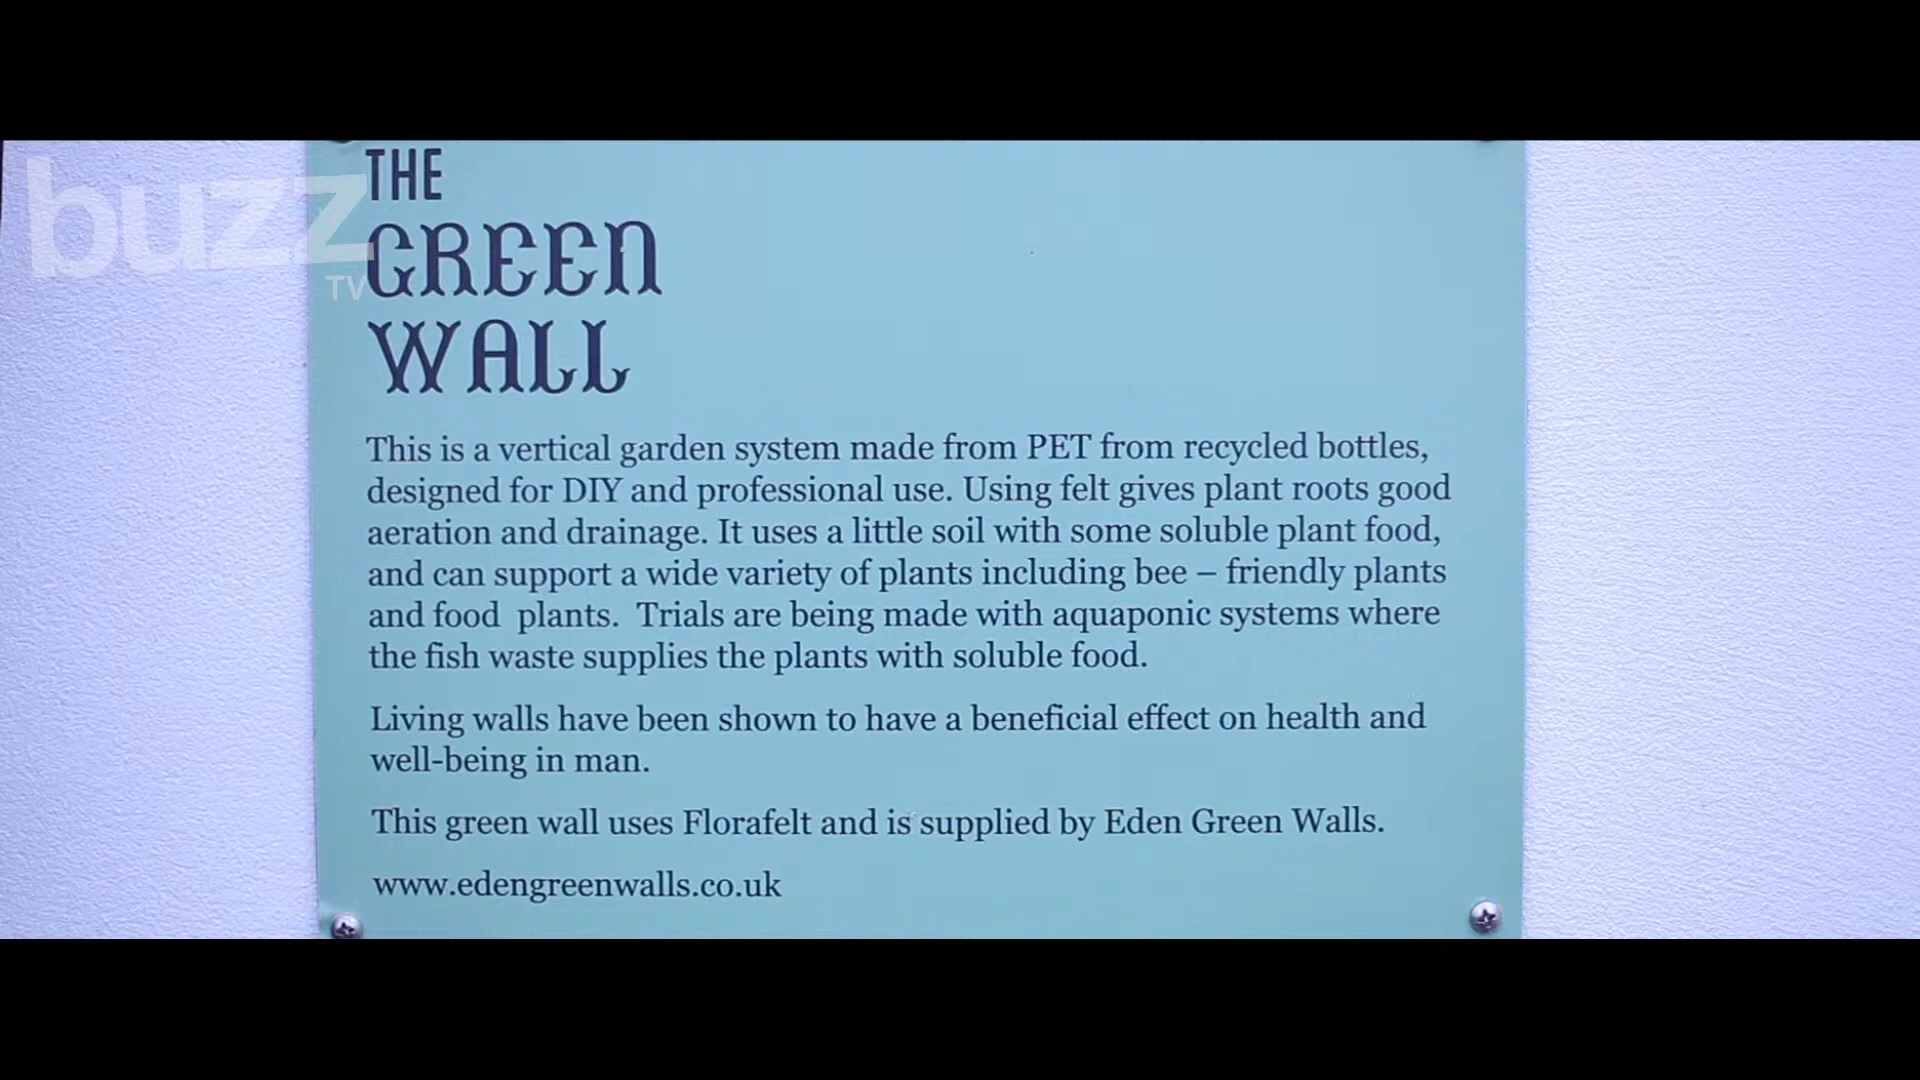 buzz
TV
THE
GREEN
WALL
This is a vertical garden system made from PET from recycled bottles,
designed for DIY and professional use. Using felt gives plant roots good
aeration and drainage. It uses a little soil with some soluble plant food,
and can support a wide variety of plants including bee – friendly plants
and food  plants.  Trials are being made with aquaponic systems where
the fish waste supplies the plants with soluble food.
Living walls have been shown to have a beneficial effect on health and
well-being in man.
This green wall uses Florafelt and is supplied by Eden Green Walls.
www.edengreenwalls.co.uk